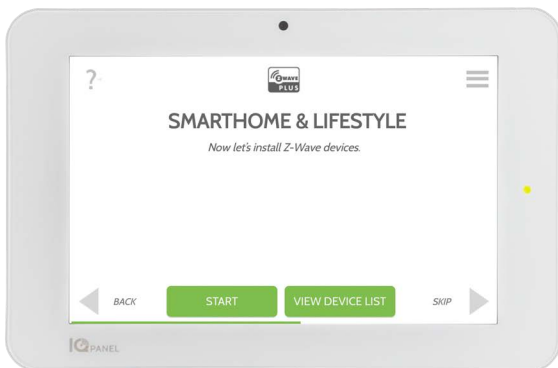 ?
Z WAVE
PLUS
SMARTHOME & LIFESTYLE
Now let's install Z-Wave devices.
BACK
START
VIEW DEVICE LIST
SKIP
IQ PANEL